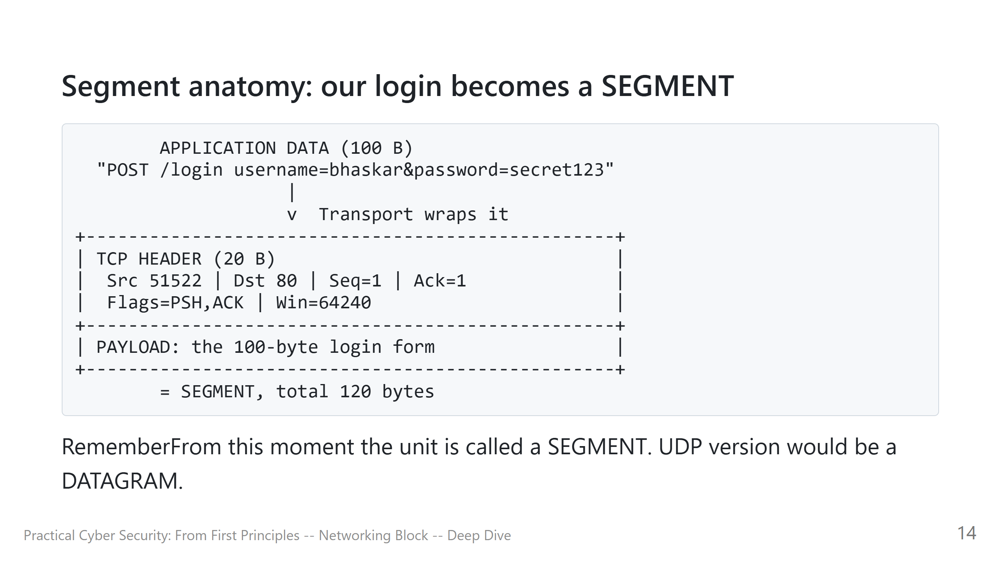 Segment anatomy: our login becomes a SEGMENT
        APPLICATION DATA (100 B)
  "POST /login username=bhaskar&password=secret123"
                    |
                    v  Transport wraps it
+--------------------------------------------------+
| TCP HEADER (20 B)                                |
|  Src 51522 | Dst 80 | Seq=1 | Ack=1              |
|  Flags=PSH,ACK | Win=64240                       |
+--------------------------------------------------+
| PAYLOAD: the 100-byte login form                 |
+--------------------------------------------------+
        = SEGMENT, total 120 bytes
RememberFrom this moment the unit is called a SEGMENT. UDP version would be a
DATAGRAM.
Practical Cyber Security: From First Principles -- Networking Block -- Deep Dive
14